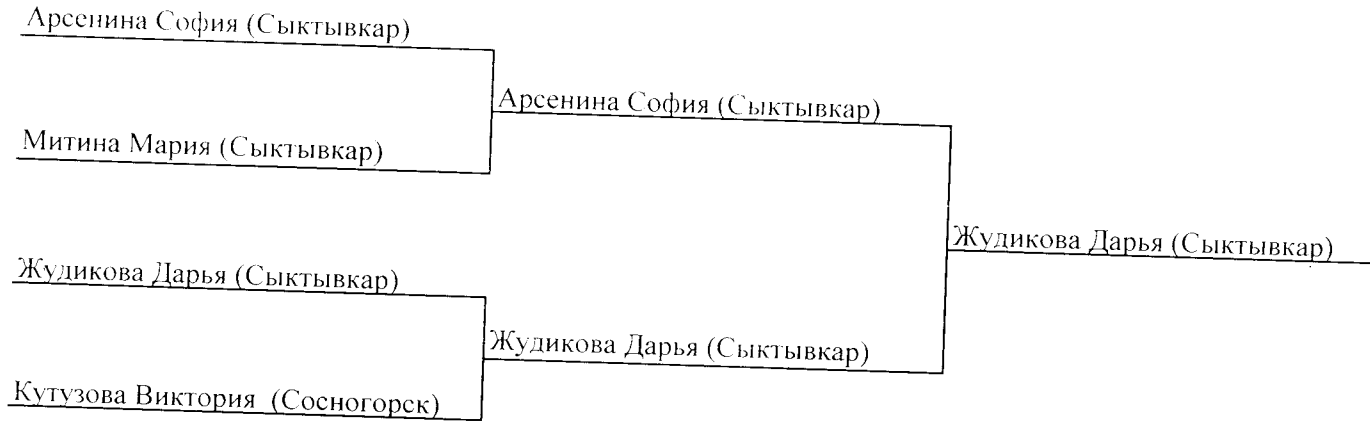 Арсенина София (Сыктывкар)
Арсенина София (Сыктывкар)
Митина Мария (Сыктывкар)
Жудикова Дарья (Сыктывкар)
Жудикова Дарья (Сыктывкар)
Жудикова Дарья (Сыктывкар)
Кутузова Виктория (Сосногорск)